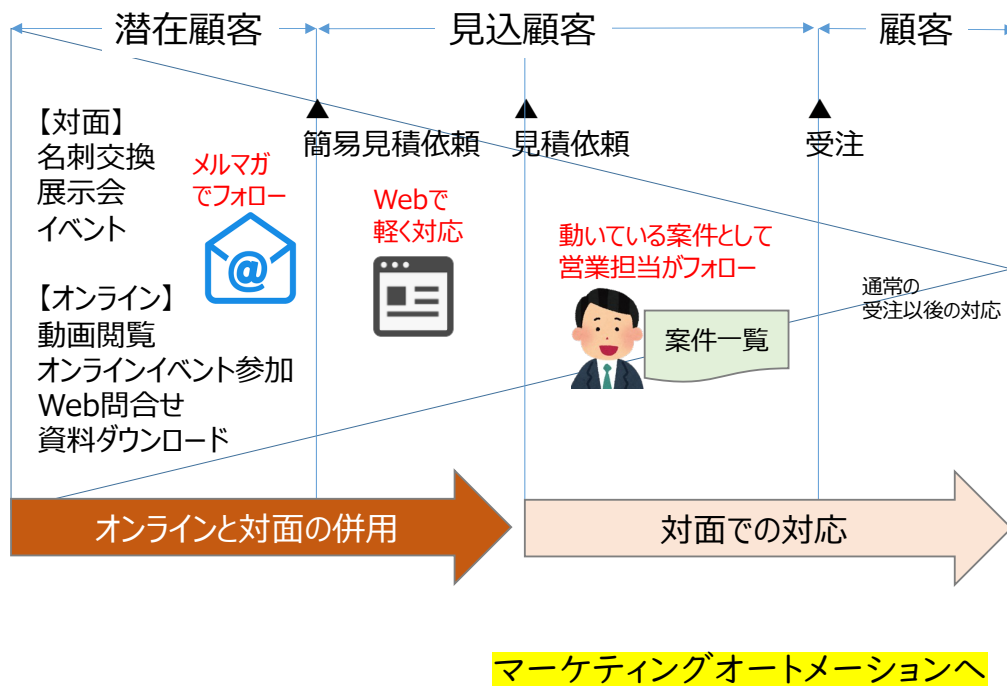 潜在顧客
見込顧客
顧客
▲
▲
▲
簡易見積依頼
見積依頼
受注
【対面】
名刺交換
展示会
イベント
メルマガ
でフォロー
@
Webで
軽く対応
動いている案件として
営業担当がフォロー
案件一覧
通常の
受注以後の対応
【オンライン】
動画閲覧
オンラインイベント参加
Web問合せ
資料ダウンロード
オンラインと対面の併用
対面での対応
マーケティングオートメーションへ